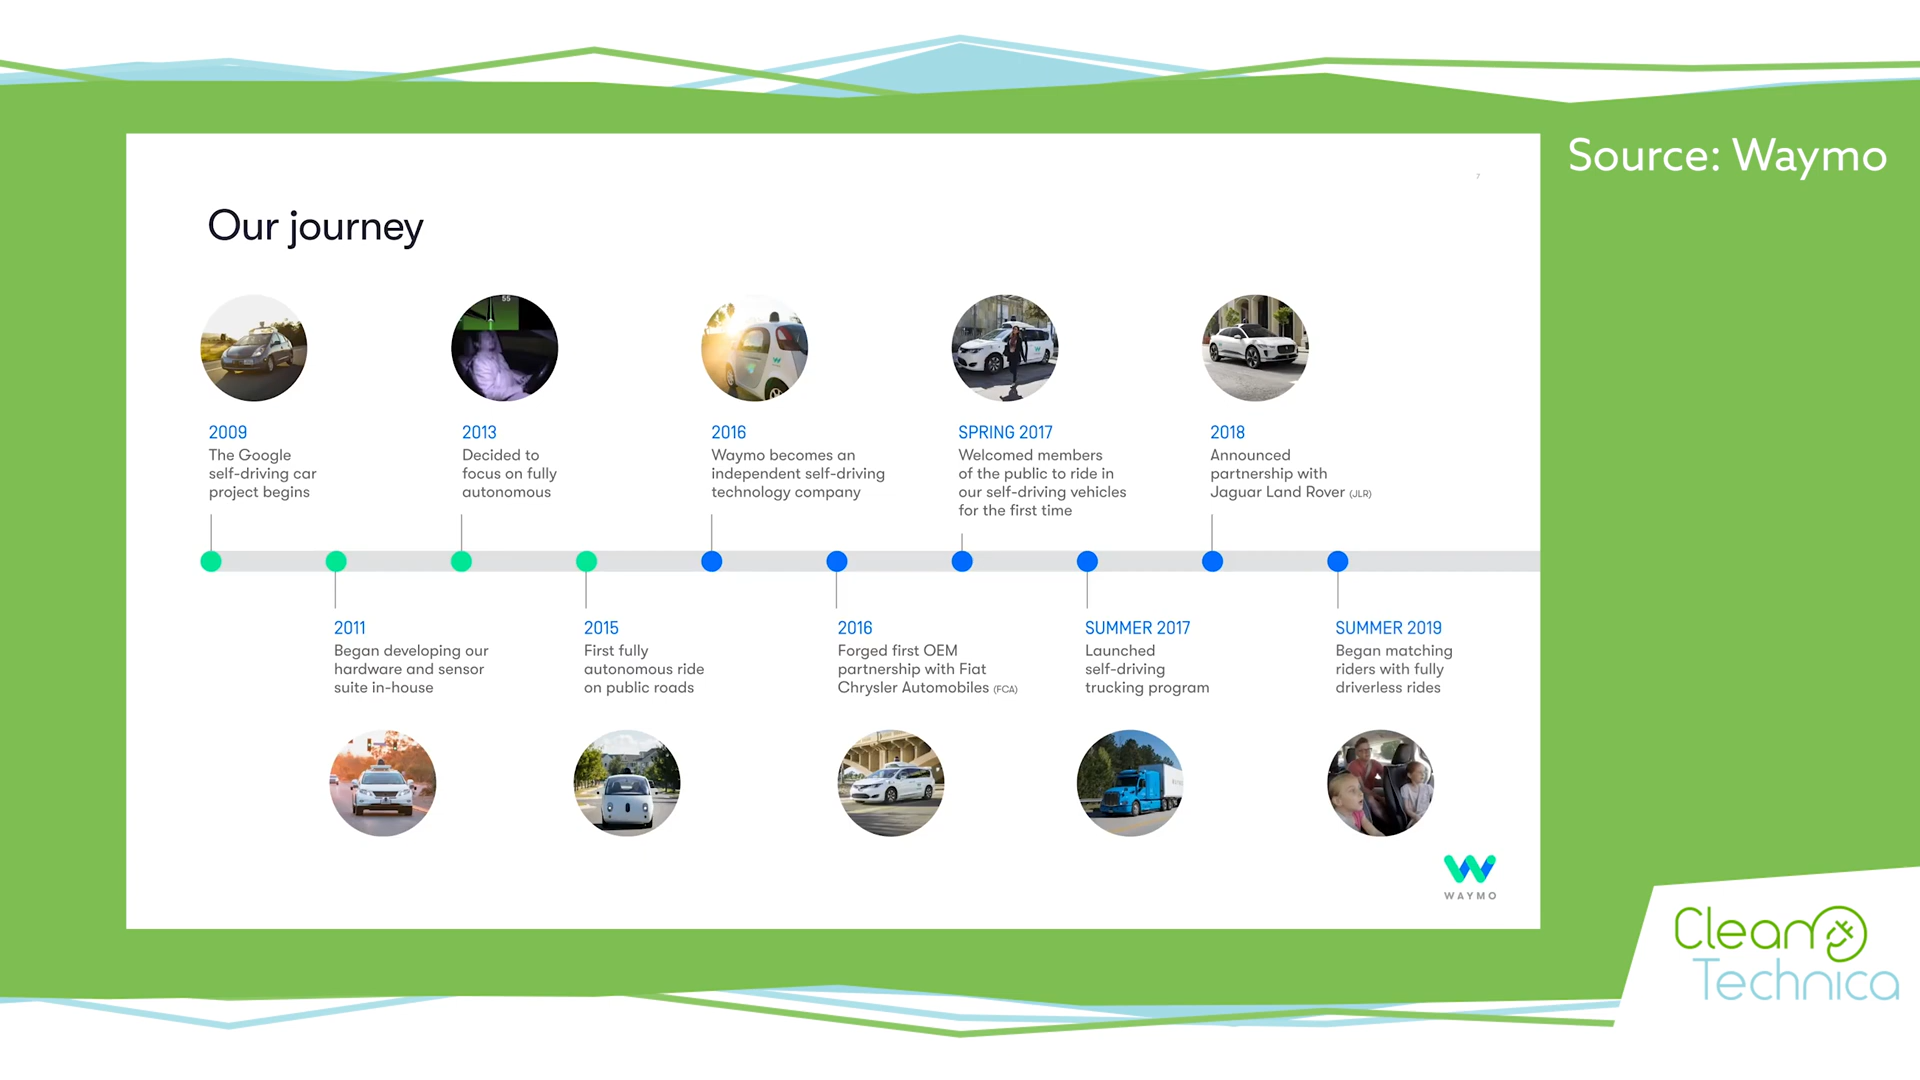 Source: Waymo
7
Our journey
55
2009
The Google
self-driving car
project begins
2013
Decided to
focus on fully
autonomous
2016
Waymo becomes an
independent self-driving
technology company
SPRING 2017
Welcomed members
of the public to ride in
our self-driving vehicles
for the first time
2018
Announced
partnership with
Jaguar Land Rover (JLR)
2011
Began developing our
hardware and sensor
suite in-house
2015
First fully
autonomous ride
on public roads
2016
Forged first OEM
partnership with Fiat
Chrysler Automobiles (FCA)
SUMMER 2017
Launched
self-driving
trucking program
SUMMER 2019
Began matching
riders with fully
driverless rides
WAYMO
Clean
Technica